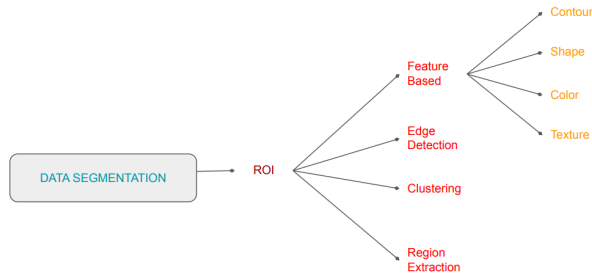 DATA SEGMENTATION
ROI
Feature
Based
Edge
Detection
Clustering
Region
Extraction
Contour
Shape
Color
Texture